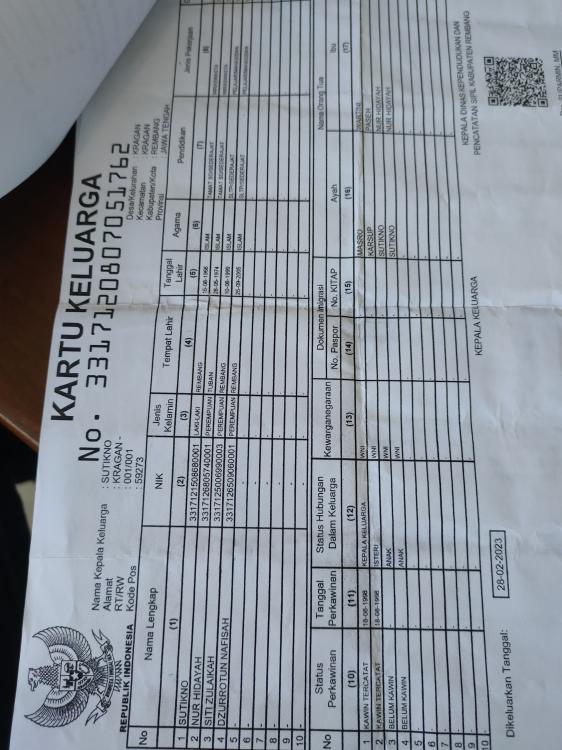 KARTU KELUARGA
No. 3317120807051762
REPUBLIK INDONESIA
Nama Kepala Keluarga : SUTIKNO
Alamat : KRAGAN -
RT/RW : 001/001
Kode Pos : 59273
Desa/Kelurahan : KRAGAN
Kecamatan : KRAGAN
Kabupaten/Kota : REMBANG
Provinsi : JAWA TENGAH
No Nama Lengkap NIK Jenis Kelamin Tempat Lahir Tanggal Lahir Agama Pendidikan Jenis Pekerjaan
(1) (2) (3) (4) (5) (6) (7) (8)
1 SUTIKNO 3317121508680001 LAKI-LAKI REMBANG 15-08-1968 ISLAM TAMAT SD/SEDERAJAT
2 NUR HIDAYAH 3317126805740001 PEREMPUAN TUBAN 28-05-1974 ISLAM TAMAT SD/SEDERAJAT
3 SITI ZULAIKAH 3317125006990003 PEREMPUAN REMBANG 10-06-1999 ISLAM SLTP/SEDERAJAT PELAJAR/MAHASISWA
4 DZURROTUN NAFISAH 3317126509060001 PEREMPUAN REMBANG 25-09-2006 ISLAM SLTP/SEDERAJAT PELAJAR/MAHASISWA
5 - - - - - - -
6 - - - - - - -
7 - - - - - - -
8 - - - - - - -
9 - - - - - - -
10 - - - - - - -
No Status Perkawinan Tanggal Perkawinan Status Hubungan Dalam Keluarga Kewarganegaraan Dokumen Imigrasi Nama Orang Tua
No. Paspor No. KITAP Ayah Ibu
(10) (11) (12) (13) (14) (15) (16) (17)
1 KAWIN TERCATAT 18-06-1998 KEPALA KELUARGA WNI - - MASRO
2 KAWIN TERCATAT 18-06-1998 ISTERI WNI - - KARSUP PASEH
3 BELUM KAWIN - ANAK WNI - - SUTIKNO NUR HIDAYAH
4 BELUM KAWIN - ANAK WNI - - SUTIKNO NUR HIDAYAH
5 - - - - - - - -
6 - - - - - - - -
7 - - - - - - - -
8 - - - - - - - -
9 - - - - - - - -
10 - - - - - - - -
Dikeluarkan Tanggal: 28-02-2023
KEPALA KELUARGA
KEPALA DINAS KEPENDUDUKAN DAN
PENCATATAN SIPIL KABUPATEN REMBANG
SUPARMIN, MM